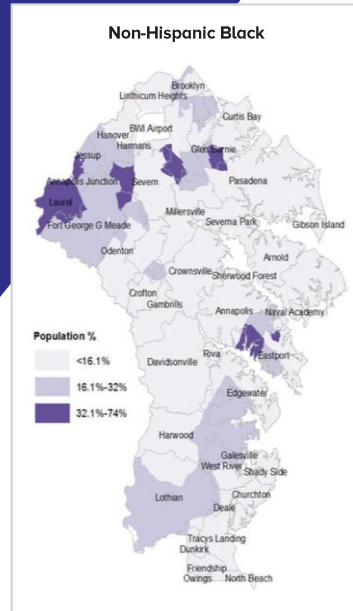 Non-Hispanic Black
Brooklyn
Linthicum Heights
Curtis Bay
BWI Airport
Hanover
Harmans
Glen Burnie
Jessup
Annapolis Junction
Severn
Pasadena
Laurel
Millersville
Severna Park
Gibson Island
Fort George G Meade
Odenton
Arnold
Crownsville
Sherwood Forest
Crofton
Gambrills
Annapolis
Naval Academy
Population %
<16.1%
16.1%-32%
32.1%-74%
Davidsonville
Riva
Eastport
Edgewater
Harwood
Galesville
West River
Shady Side
Lothian
Churchton
Deale
Tracys Landing
Dunkirk
Friendship
Owings
North Beach